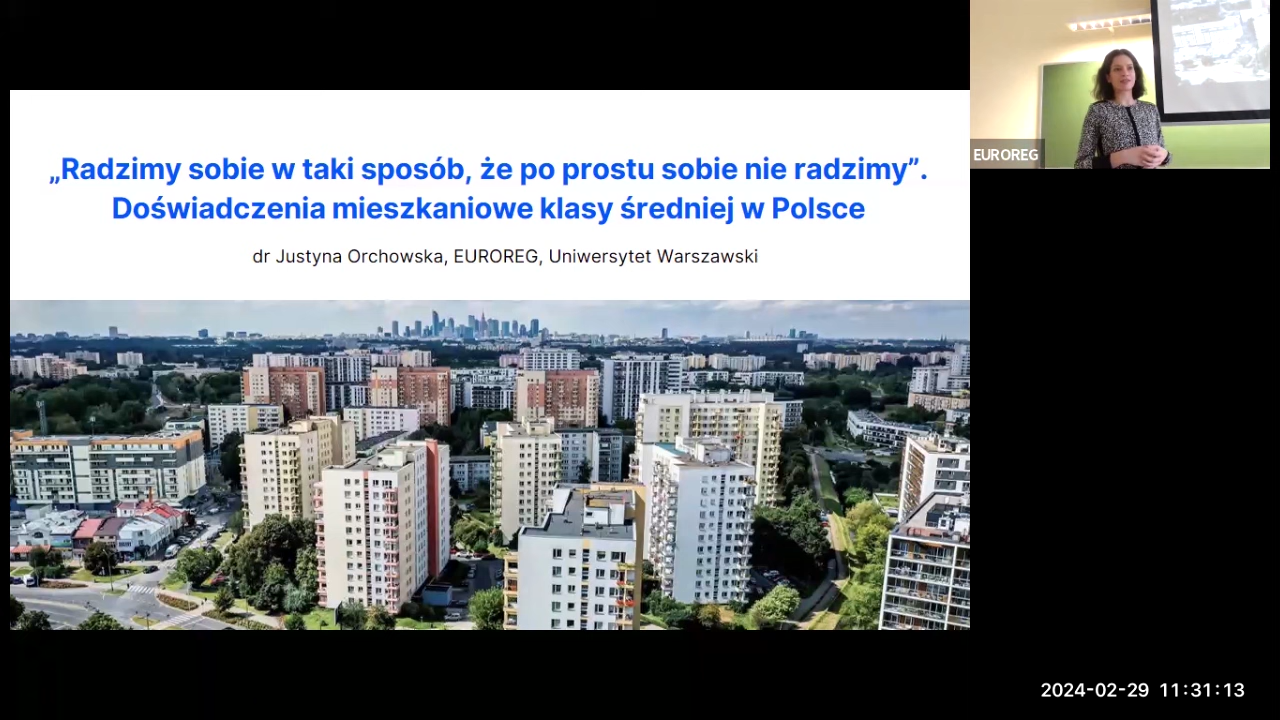 „Radzimy sobie w taki sposób, że po prostu sobie nie radzimy”.
Doświadczenia mieszkaniowe klasy średniej w Polsce
dr Justyna Orchowska, EUROREG, Uniwersytet Warszawski
EUROREG
2024-02-29 11:31:13